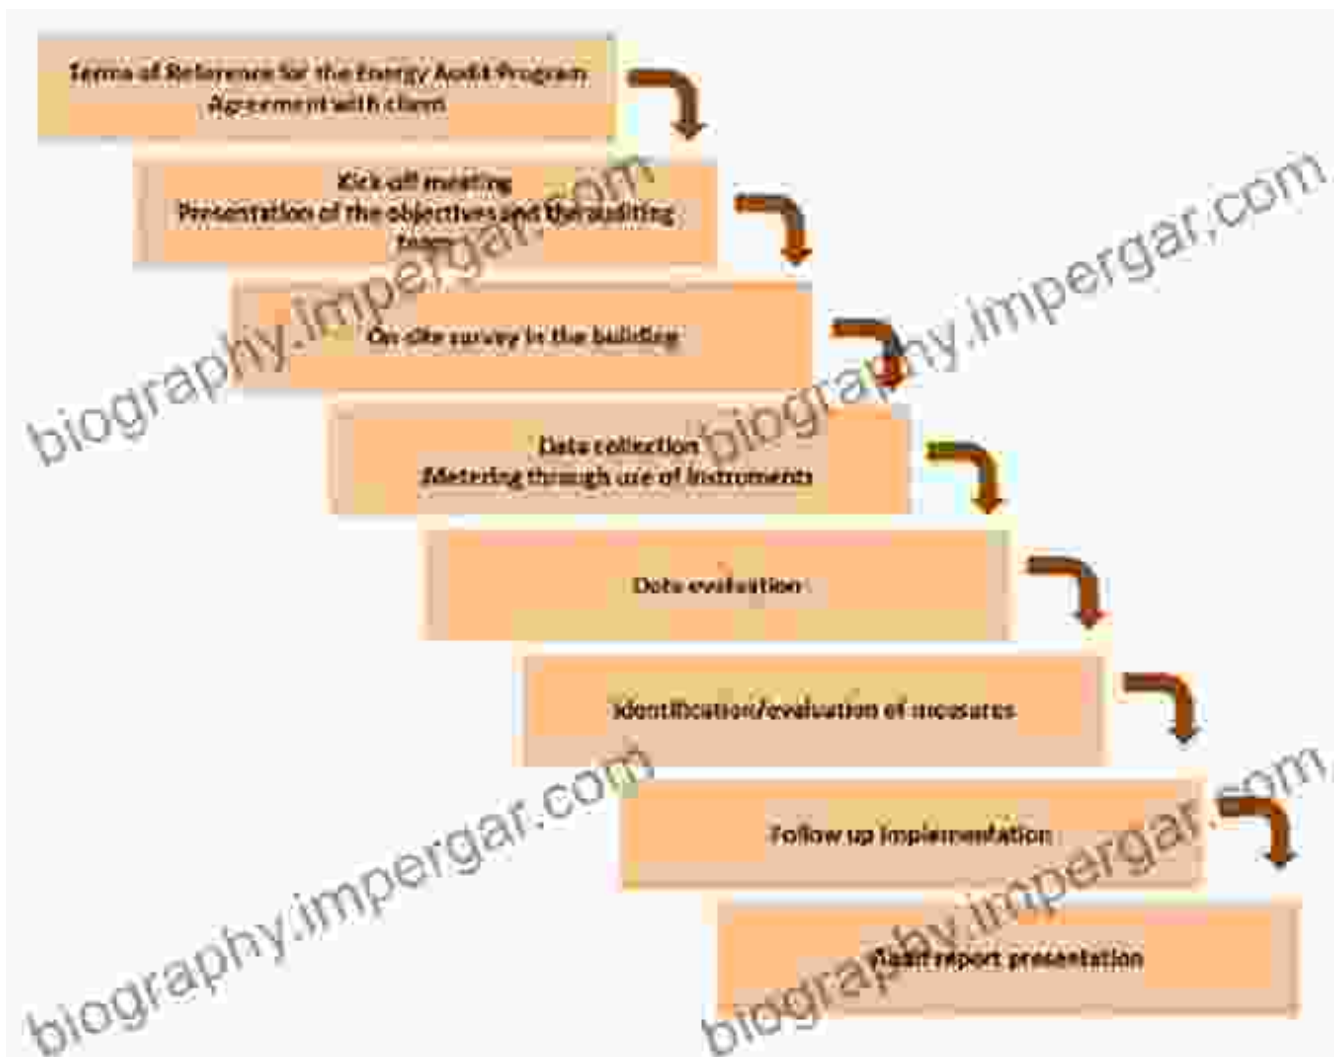 Terms of Reference for the Energy Audit Program
Agreement with client
Kick-off meeting
Presentation of the objectives and the auditing
team
On-site survey in the building
Data collection
Metering through use of instruments
Data evaluation
Identification/evaluation of measures
Follow up implementation
Audit report presentation
biography.impergar.com
biography.impergar.com
biography.impergar.com
biography.impergar.com